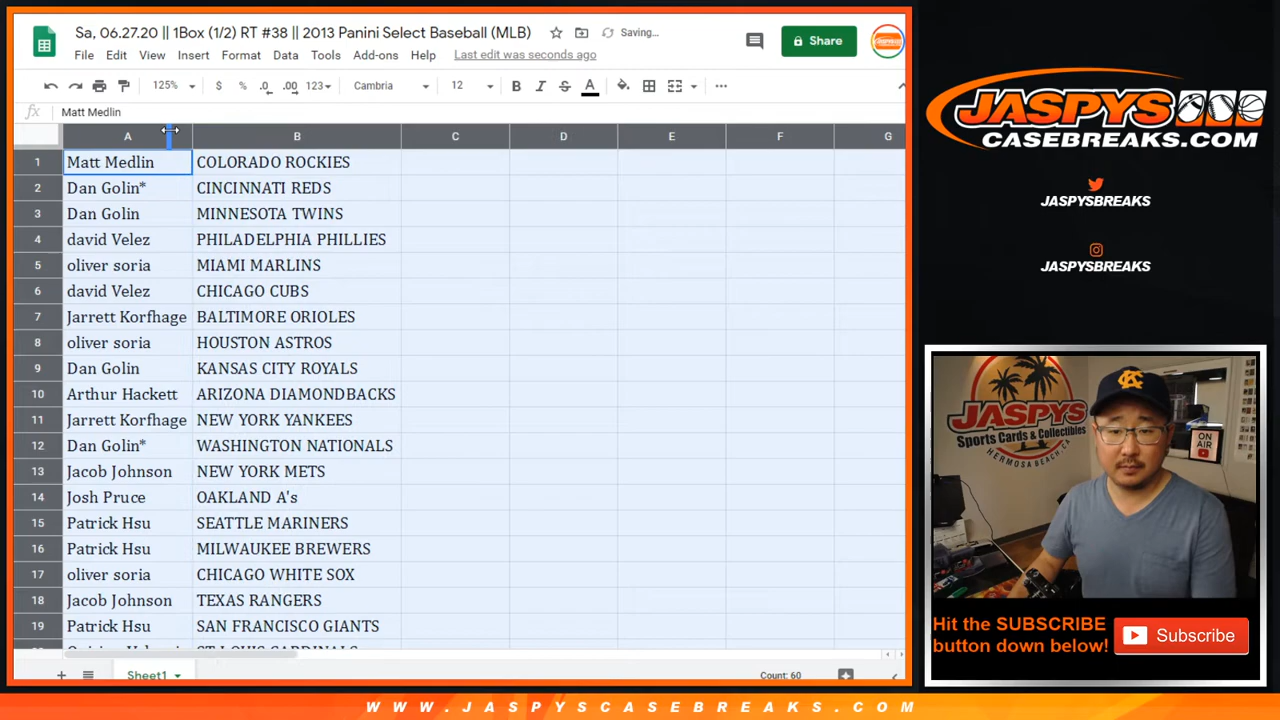 Sa, 06.27.20 || 1Box (1/2) RT #38 || 2013 Panini Select Baseball (MLB)
Saving...
Share
File Edit View Insert Format Data Tools Add-ons Help Last edit was seconds ago
125% $ % .0 .00 123 Cambria 12 B I S A
fx Matt Medlin
A B C D E F G
1 Matt Medlin COLORADO ROCKIES
2 Dan Golin* CINCINNATI REDS
3 Dan Golin MINNESOTA TWINS
4 david Velez PHILADELPHIA PHILLIES
5 oliver soria MIAMI MARLINS
6 david Velez CHICAGO CUBS
7 Jarrett Korfhage BALTIMORE ORIOLES
8 oliver soria HOUSTON ASTROS
9 Dan Golin KANSAS CITY ROYALS
10 Arthur Hackett ARIZONA DIAMONDBACKS
11 Jarrett Korfhage NEW YORK YANKEES
12 Dan Golin* WASHINGTON NATIONALS
13 Jacob Johnson NEW YORK METS
14 Josh Pruce OAKLAND A's
15 Patrick Hsu SEATTLE MARINERS
16 Patrick Hsu MILWAUKEE BREWERS
17 oliver soria CHICAGO WHITE SOX
18 Jacob Johnson TEXAS RANGERS
19 Patrick Hsu SAN FRANCISCO GIANTS
ST LOUIS CARDINALS
Sheet1
Count: 60
JASPYS
CASEBREAKS.COM
JASPYSBREAKS
JASPYSBREAKS
JASPYS
Sports Cards & Collectibles
HERMOSA BEACH, CA
KC
ON AIR
Hit the SUBSCRIBE
button down below!
Subscribe
WWW.JASPYSCASEBREAKS.COM